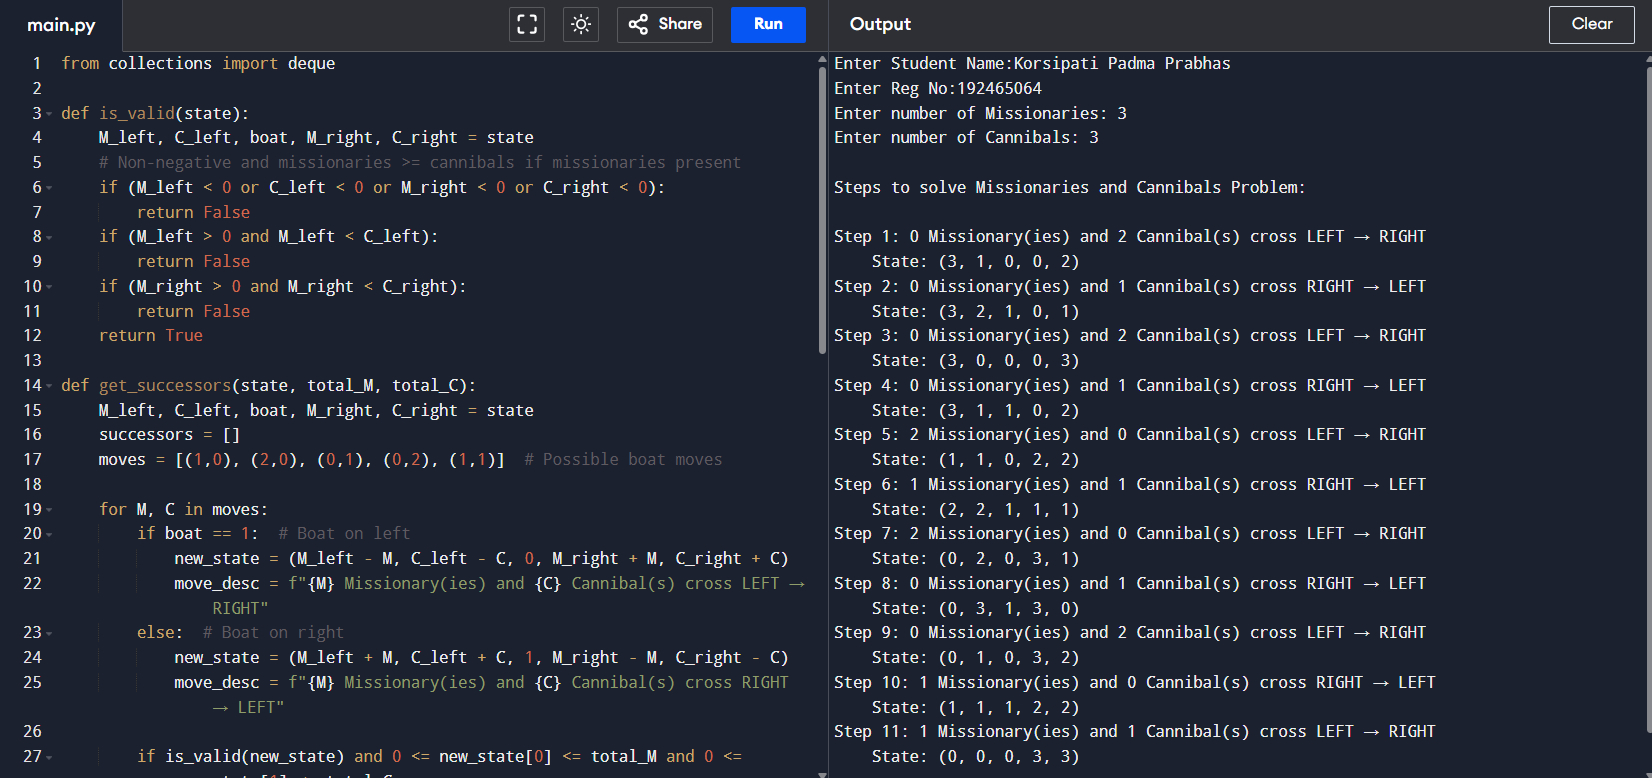 main.py
Share
Run
Output
Clear
1 from collections import deque
2
3 def is_valid(state):
4     M_left, C_left, boat, M_right, C_right = state
5     # Non-negative and missionaries >= cannibals if missionaries present
6     if (M_left < 0 or C_left < 0 or M_right < 0 or C_right < 0):
7         return False
8     if (M_left > 0 and M_left < C_left):
9         return False
10     if (M_right > 0 and M_right < C_right):
11         return False
12     return True
13
14 def get_successors(state, total_M, total_C):
15     M_left, C_left, boat, M_right, C_right = state
16     successors = []
17     moves = [(1,0), (2,0), (0,1), (0,2), (1,1)]  # Possible boat moves
18
19     for M, C in moves:
20         if boat == 1:  # Boat on left
21             new_state = (M_left - M, C_left - C, 0, M_right + M, C_right + C)
22             move_desc = f"{M} Missionary(ies) and {C} Cannibal(s) cross LEFT →
RIGHT"
23         else:  # Boat on right
24             new_state = (M_left + M, C_left + C, 1, M_right - M, C_right - C)
25             move_desc = f"{M} Missionary(ies) and {C} Cannibal(s) cross RIGHT
→ LEFT"
26
27         if is_valid(new_state) and 0 <= new_state[0] <= total_M and 0 <=
Enter Student Name:Korsipati Padma Prabhas
Enter Reg No:192465064
Enter number of Missionaries: 3
Enter number of Cannibals: 3
Steps to solve Missionaries and Cannibals Problem:
Step 1: 0 Missionary(ies) and 2 Cannibal(s) cross LEFT → RIGHT
State: (3, 1, 0, 0, 2)
Step 2: 0 Missionary(ies) and 1 Cannibal(s) cross RIGHT → LEFT
State: (3, 2, 1, 0, 1)
Step 3: 0 Missionary(ies) and 2 Cannibal(s) cross LEFT → RIGHT
State: (3, 0, 0, 0, 3)
Step 4: 0 Missionary(ies) and 1 Cannibal(s) cross RIGHT → LEFT
State: (3, 1, 1, 0, 2)
Step 5: 2 Missionary(ies) and 0 Cannibal(s) cross LEFT → RIGHT
State: (1, 1, 0, 2, 2)
Step 6: 1 Missionary(ies) and 1 Cannibal(s) cross RIGHT → LEFT
State: (2, 2, 1, 1, 1)
Step 7: 2 Missionary(ies) and 0 Cannibal(s) cross LEFT → RIGHT
State: (0, 2, 0, 3, 1)
Step 8: 0 Missionary(ies) and 1 Cannibal(s) cross RIGHT → LEFT
State: (0, 3, 1, 3, 0)
Step 9: 0 Missionary(ies) and 2 Cannibal(s) cross LEFT → RIGHT
State: (0, 1, 0, 3, 2)
Step 10: 1 Missionary(ies) and 0 Cannibal(s) cross RIGHT → LEFT
State: (1, 1, 1, 2, 2)
Step 11: 1 Missionary(ies) and 1 Cannibal(s) cross LEFT → RIGHT
State: (0, 0, 0, 3, 3)